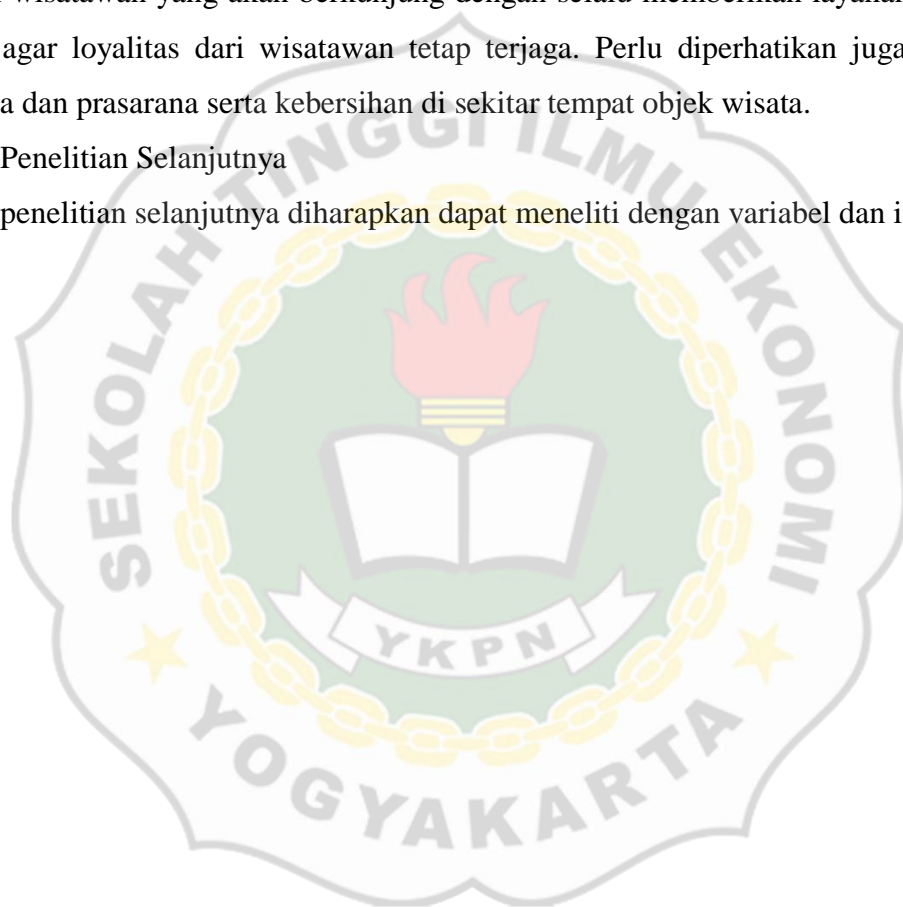 wisatawan yang akan berkunjung dengan selalu memberikan layanan
agar loyalitas dari wisatawan tetap terjaga. Perlu diperhatikan juga
dan prasarana serta kebersihan di sekitar tempat objek wisata.
Penelitian Selanjutnya
penelitian selanjutnya diharapkan dapat meneliti dengan variabel dan
SEKOLAH TINGGI ILMU EKONOMI
YKPN
YOGYAKARTA